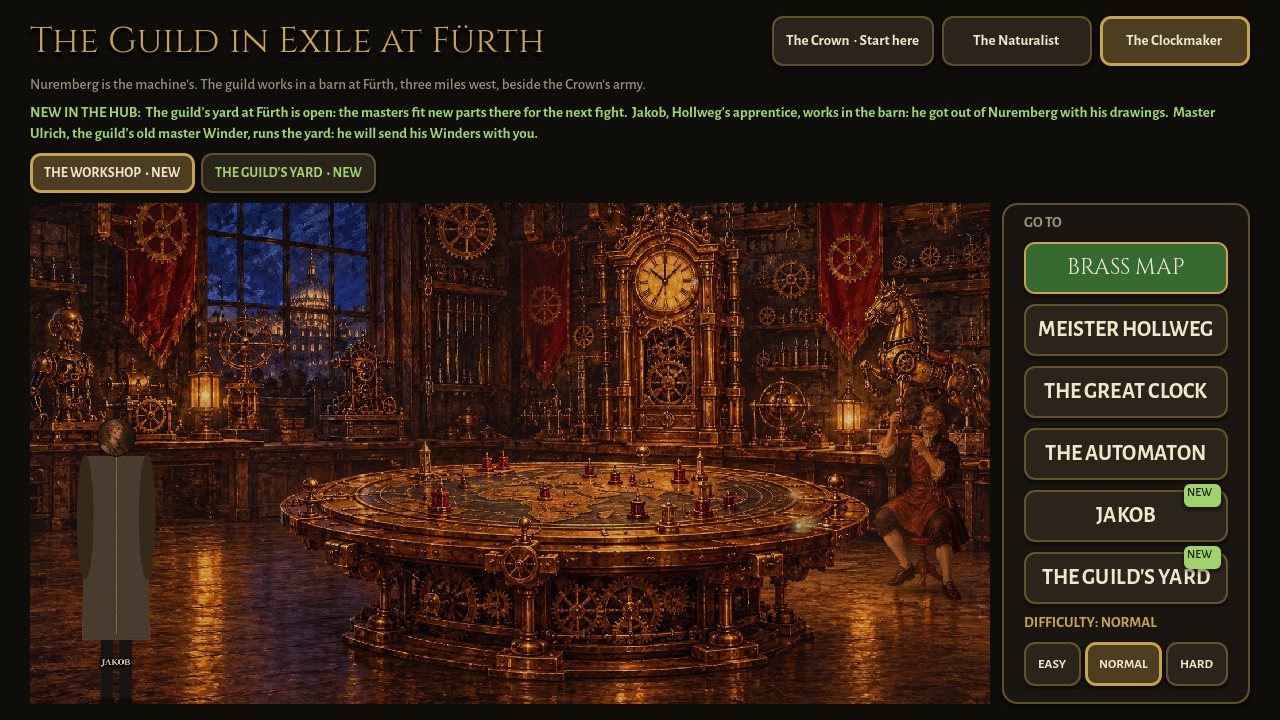 The Guild in Exile at Fürth
The Crown · Start here
The Naturalist
The Clockmaker
Nuremberg is the machine's. The guild works in a barn at Fürth, three miles west, beside the Crown's army.
NEW IN THE HUB: The guild's yard at Fürth is open: the masters fit new parts there for the next fight. Jakob, Hollweg's apprentice, works in the barn: he got out of Nuremberg with his drawings. Master
Ulrich, the guild's old master Winder, runs the yard: he will send his Winders with you.
THE WORKSHOP · NEW
THE GUILD'S YARD · NEW
GO TO
BRASS MAP
MEISTER HOLLWEG
THE GREAT CLOCK
THE AUTOMATON
NEW
JAKOB
NEW
THE GUILD'S YARD
DIFFICULTY: NORMAL
EASY
NORMAL
HARD
JAKOB